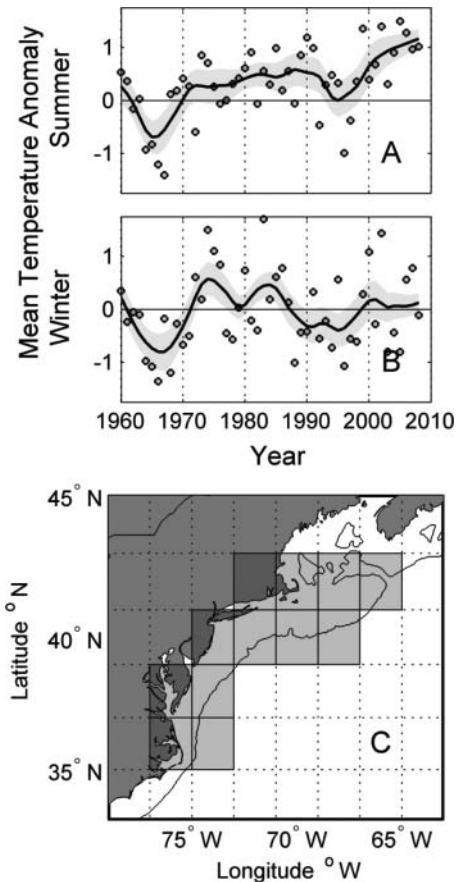 Mean Temperature Anomaly
Summer
1
0
-1
A
Winter
1
0
-1
B
1960 1970 1980 1990 2000 2010
Year
45°N
40°N
35°N
Latitude °N
C
75°W 70°W 65°W
Longitude °W